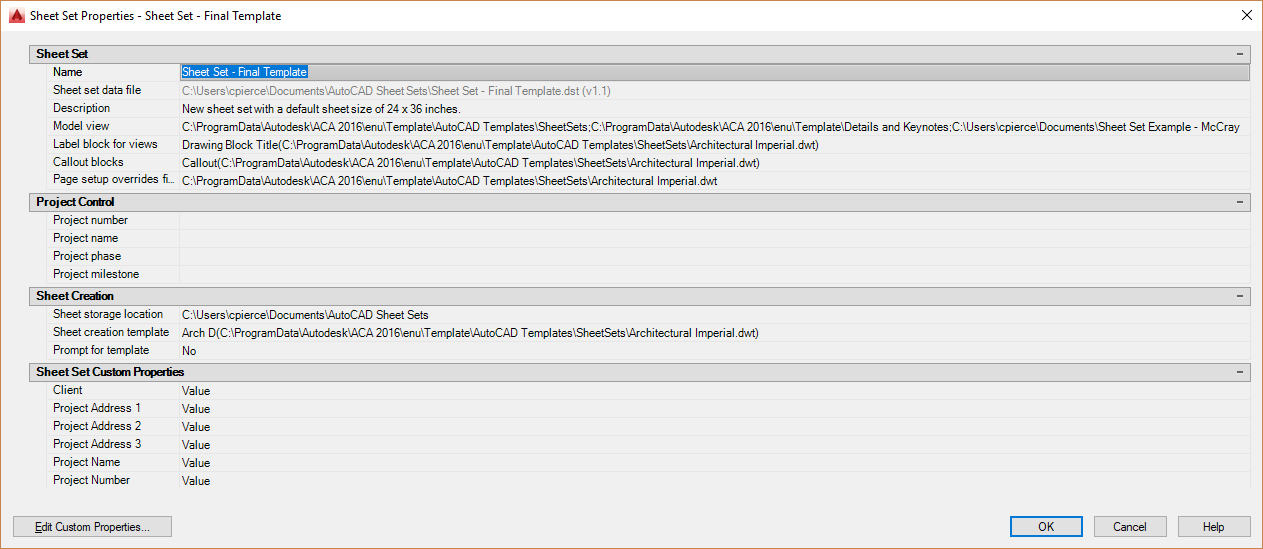 Sheet Set Properties - Sheet Set - Final Template
Sheet Set
Name Sheet Set - Final Template
Sheet set data file C:\Users\cpierce\Documents\AutoCAD Sheet Sets\Sheet Set - Final Template.dst (v1.1)
Description New sheet set with a default sheet size of 24 x 36 inches.
Model view C:\ProgramData\Autodesk\ACA 2016\enu\Template\AutoCAD Templates\SheetSets;C:\ProgramData\Autodesk\ACA 2016\enu\Template\Details and Keynotes;C:\Users\cpierce\Documents\Sheet Set Example - McCray
Label block for views Drawing Block Title(C:\ProgramData\Autodesk\ACA 2016\enu\Template\AutoCAD Templates\SheetSets\Architectural Imperial.dwt)
Callout blocks Callout(C:\ProgramData\Autodesk\ACA 2016\enu\Template\AutoCAD Templates\SheetSets\Architectural Imperial.dwt)
Page setup overrides fi... C:\ProgramData\Autodesk\ACA 2016\enu\Template\AutoCAD Templates\SheetSets\Architectural Imperial.dwt
Project Control
Project number
Project name
Project phase
Project milestone
Sheet Creation
Sheet storage location C:\Users\cpierce\Documents\AutoCAD Sheet Sets
Sheet creation template Arch D(C:\ProgramData\Autodesk\ACA 2016\enu\Template\AutoCAD Templates\SheetSets\Architectural Imperial.dwt)
Prompt for template No
Sheet Set Custom Properties
Client Value
Project Address 1 Value
Project Address 2 Value
Project Address 3 Value
Project Name Value
Project Number Value
Edit Custom Properties... OK Cancel Help